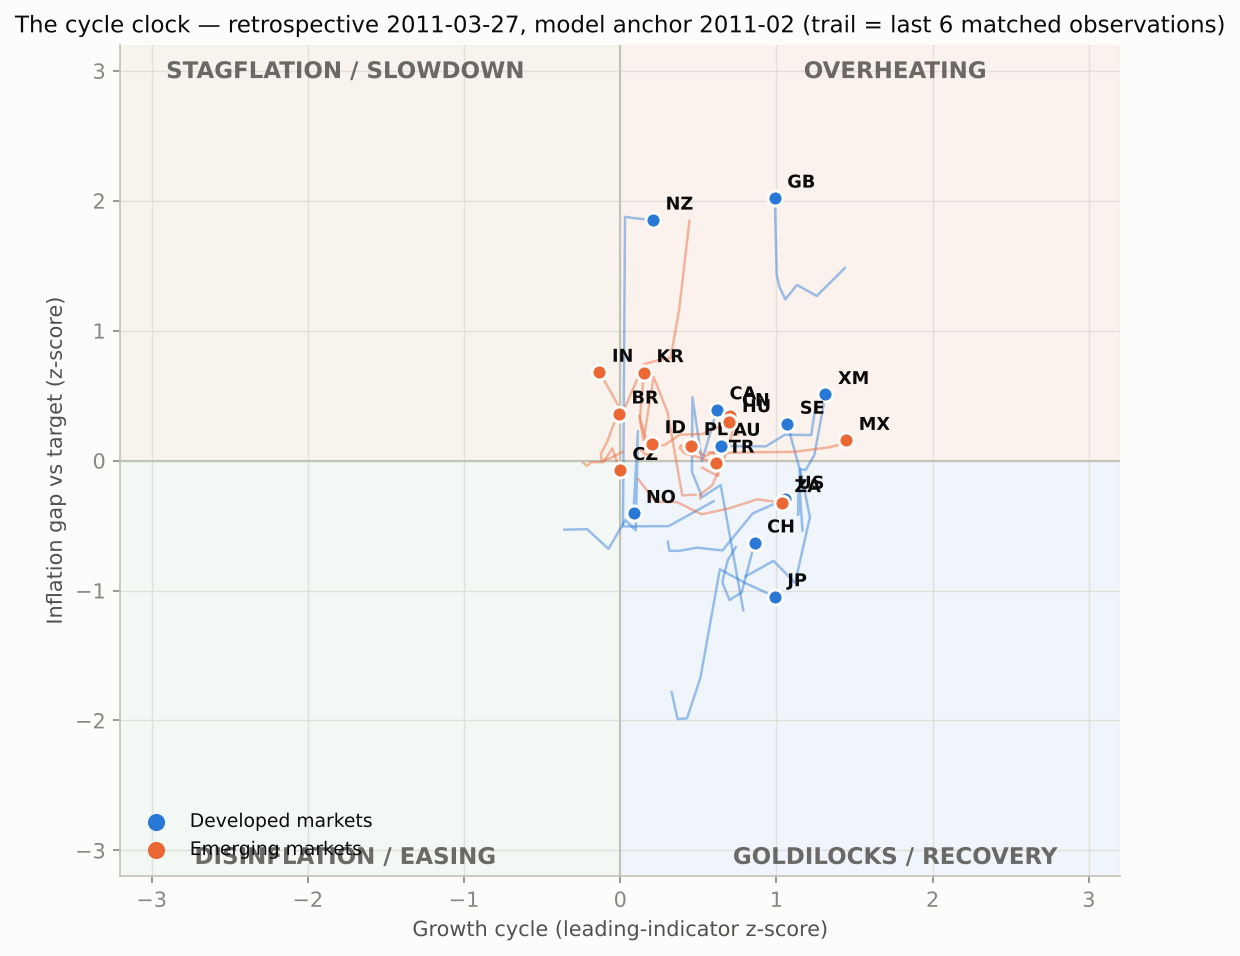 The cycle clock — retrospective 2011-03-27, model anchor 2011-02 (trail = last 6 matched observations)
STAGFLATION / SLOWDOWN
OVERHEATING
GB
NZ
IN
KR
XM
BR
CA
CN
HU
SE
MX
ID
PL
AU
TR
CZ
US
ZA
NO
CH
JP
3
2
1
0
−1
−2
−3
Inflation gap vs target (z-score)
Developed markets
Emerging markets
DISINFLATION / EASING
GOLDILOCKS / RECOVERY
−3
−2
−1
0
1
2
3
Growth cycle (leading-indicator z-score)